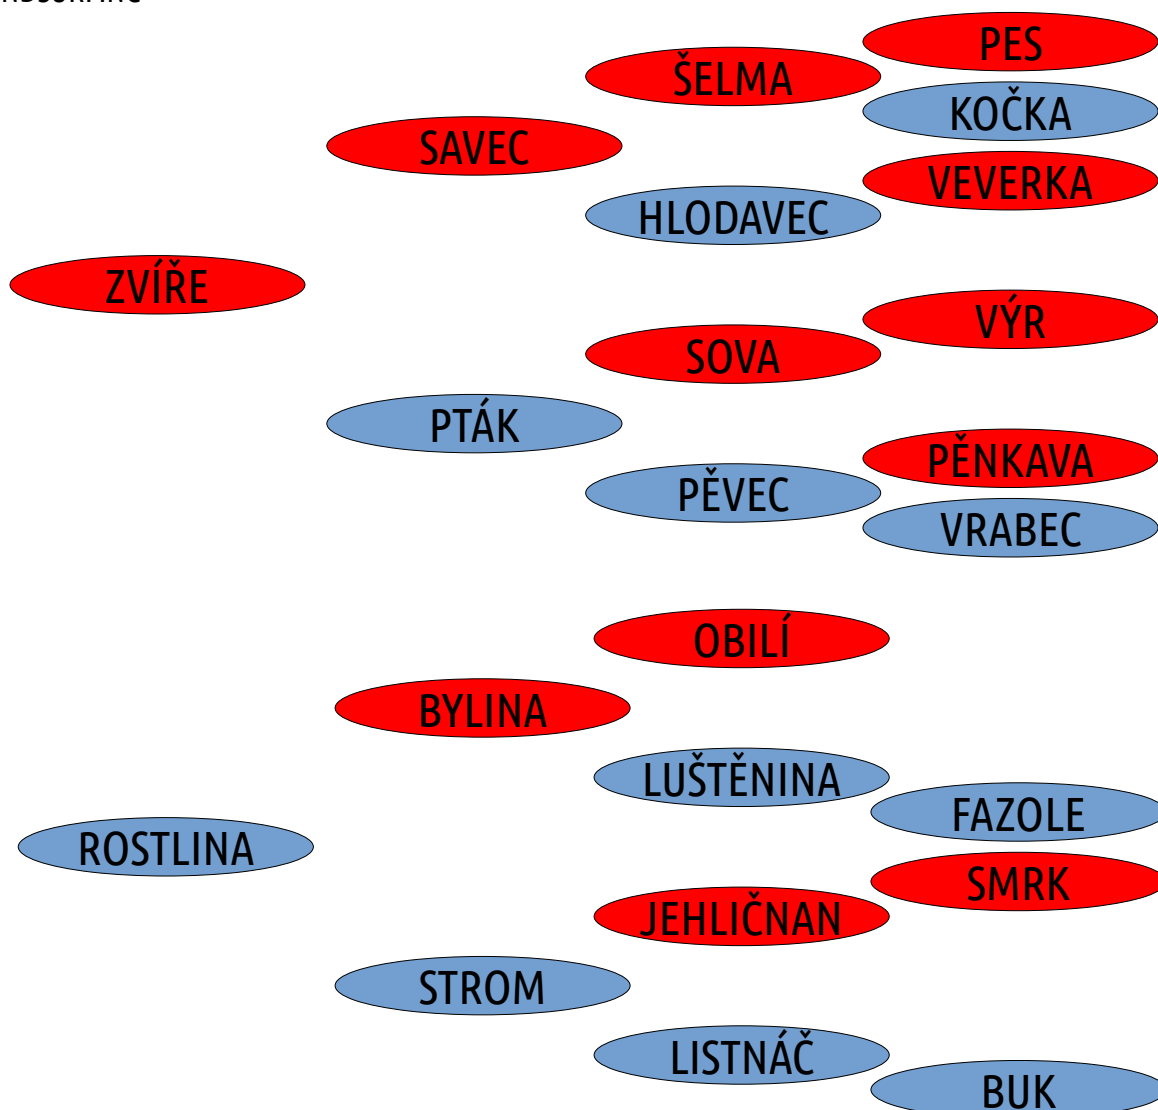 PES
ŠELMA
KOČKA
SAVEC
VEVERKA
HLODAVEC
ZVÍŘE
VÝR
SOVA
PTÁK
PĚNKAVA
PĚVEC
VRABEC
OBILÍ
BYLINA
LUŠTĚNINA
FAZOLE
ROSTLINA
SMRK
JEHLIČNAN
STROM
LISTNÁČ
BUK